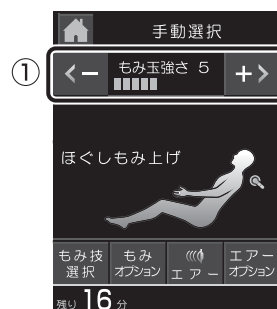 手動選択
①
<− もみ玉強さ 5 +>
ほぐしもみ上げ
もみ技選択
もみオプション
エアー
エアーオプション
残り 16 分